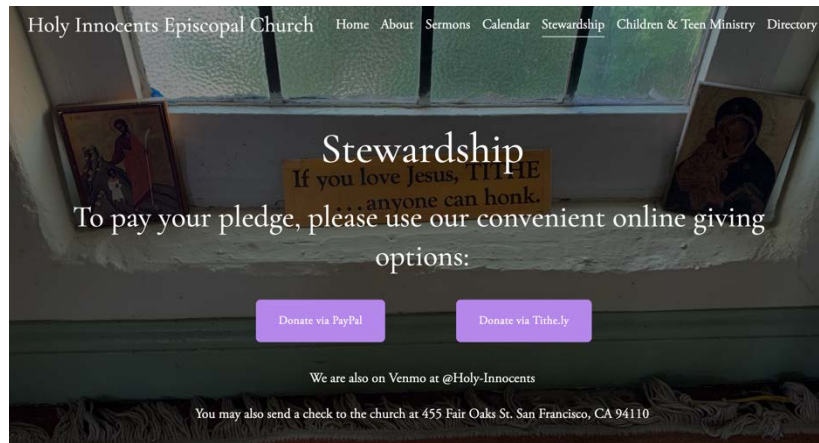 Holy Innocents Episcopal Church
Home About Sermons Calendar Stewardship Children & Teen Ministry Directory
Stewardship
If you love Jesus, TITHE
. . . anyone can honk.
To pay your pledge, please use our convenient online giving
options:
Donate via PayPal
Donate via Tithe.ly
We are also on Venmo at @Holy-Innocents
You may also send a check to the church at 455 Fair Oaks St. San Francisco, CA 94110